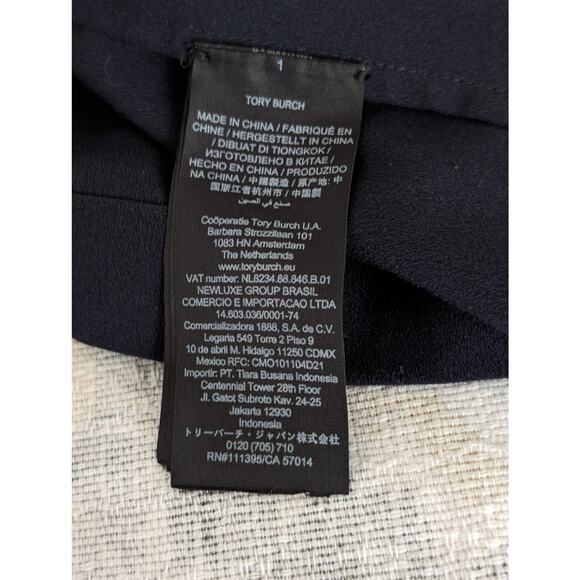 1
TORY BURCH
MADE IN CHINA / FABRIQUÉ EN
CHINE / HERGESTELLT IN CHINA
/ DIBUAT DI TIONGKOK /
ИЗГОТОВЛЕНО В КИТАЕ /
HECHO EN CHINA / PRODUZIDO
NA CHINA / 中國製造 / 原产地: 中
国浙江省杭州市 / 中国製
صنع في الصين
Coöperatie Tory Burch U.A.
Barbara Strozzilaan 101
1083 HN Amsterdam
The Netherlands
www.toryburch.eu
VAT number: NL8234.88.846.B.01
NEWLUXE GROUP BRASIL
COMERCIO E IMPORTACAO LTDA
14.603.036/0001-74
Comercializadora 1888, S.A. de C.V.
Legaria 549 Torre 2 Piso 9
10 de abril M. Hidalgo 11250 CDMX
Mexico RFC: CMO101104D21
Importir: PT. Tiara Busana Indonesia
Centennial Tower 28th Floor
Jl. Gatot Subroto Kav. 24-25
Jakarta 12930
Indonesia
トリーバーチ・ジャパン株式会社
0120 (705) 710
RN#111395/CA 57014